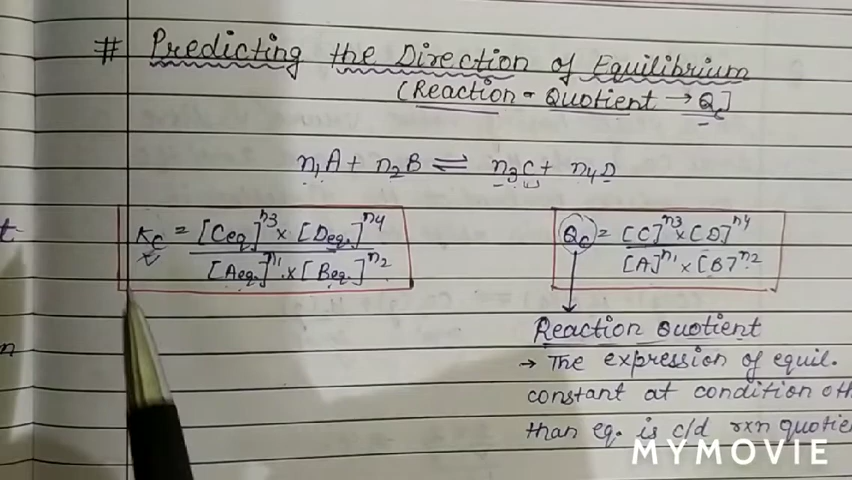 # Predicting the Direction of Equilibrium
(Reaction - Quotient → Qc]
n₁A + n₂B ⇌ n₃C + n₄D
t
Kc = [Ceq]^n3 × [Deq.]^n4 / [Aeq.]^n1 . × [Beq.]^n2
Qc = [C]^n3 × [D]^n4 / [A]^n1 × [B]^n2
Reaction Quotient
n
→ The expression of equil.
constant at condition oth
than eq. is c/d rxn quotie
MYMOVIE